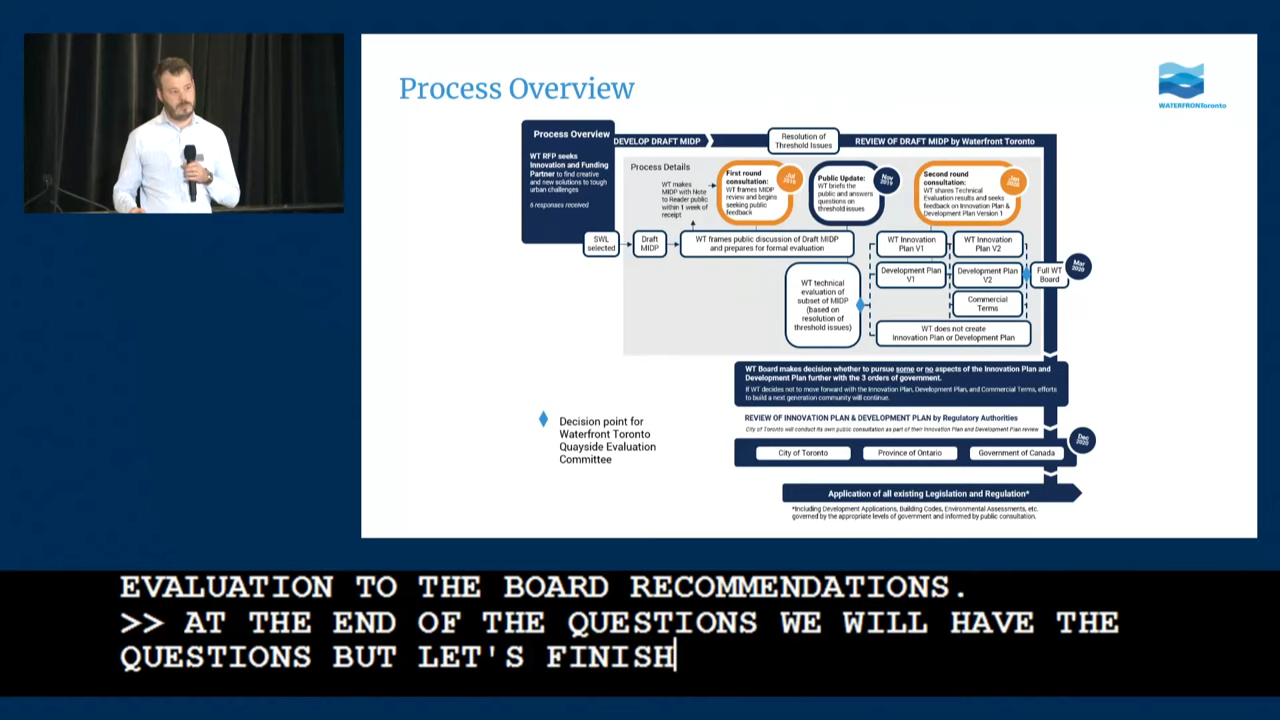 Process Overview
WATERFRONToronto
Process Overview
WT RFP seeks
Innovation and Funding
Partner to find creative
and new solutions to tough
urban challenges
6 responses received
DEVELOP DRAFT MIDP
Resolution of
Threshold Issues
REVIEW OF DRAFT MIDP by Waterfront Toronto
Process Details
WT makes
MIDP with Note
to Reader public
within 1 week of
receipt
First round
consultation:
WT frames MIDP
review and begins
seeking public
feedback
Jul
2019
Public Update:
WT briefs the
public and answers
questions on
threshold issues
Nov
2019
Second round
consultation:
WT shares Technical
Evaluation results and seeks
feedback on Innovation Plan &
Development Plan Version 1
Jan
2020
SWL
selected
Draft
MIDP
WT frames public discussion of Draft MIDP
and prepares for formal evaluation
WT Innovation
Plan V1
WT Innovation
Plan V2
WT technical
evaluation of
subset of MIDP
(based on
resolution of
threshold issues)
Development Plan
V1
Development Plan
V2
Full WT
Board
Mar
2020
Commercial
Terms
WT does not create
Innovation Plan or Development Plan
WT Board makes decision whether to pursue some or no aspects of the Innovation Plan and
Development Plan further with the 3 orders of government.
If WT decides not to move forward with the Innovation Plan, Development Plan, and Commercial Terms, efforts
to build a next generation community will continue.
Decision point for
Waterfront Toronto
Quayside Evaluation
Committee
REVIEW OF INNOVATION PLAN & DEVELOPMENT PLAN by Regulatory Authorities
City of Toronto will conduct its own public consultation as part of their Innovation Plan and Development Plan review
Dec
2020
City of Toronto
Province of Ontario
Government of Canada
Application of all existing Legislation and Regulation*
*Including Development Applications, Building Codes, Environmental Assessments, etc.
governed by the appropriate levels of government and informed by public consultation.
EVALUATION TO THE BOARD RECOMMENDATIONS.
>> AT THE END OF THE QUESTIONS WE WILL HAVE THE
QUESTIONS BUT LET'S FINISH